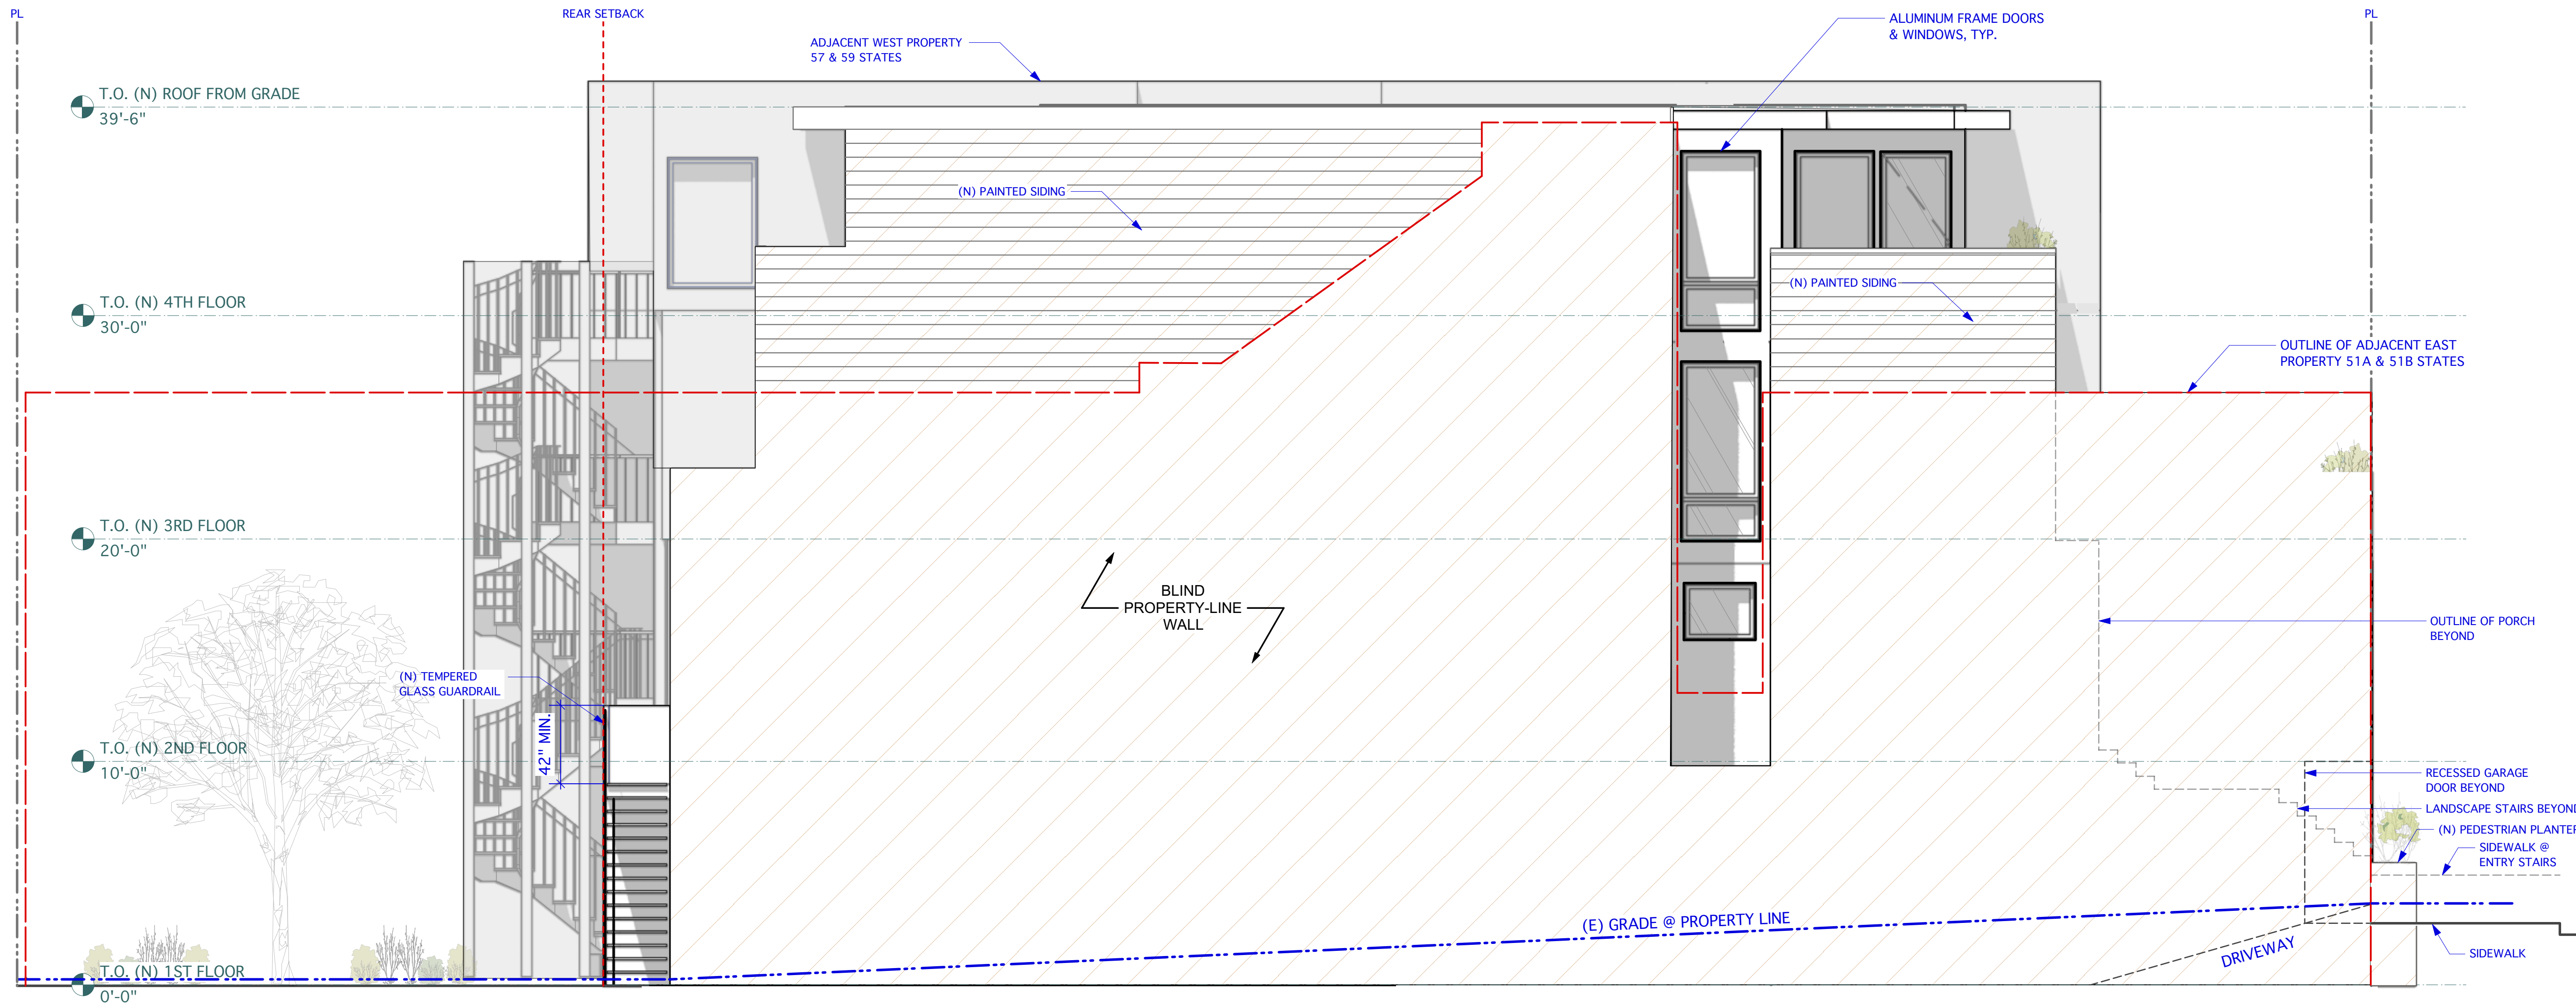 PL
REAR SETBACK
PL
ADJACENT WEST PROPERTY
57 & 59 STATES
ALUMINUM FRAME DOORS
& WINDOWS, TYP.
T.O. (N) ROOF FROM GRADE
39'-6"
(N) PAINTED SIDING
(N) PAINTED SIDING
T.O. (N) 4TH FLOOR
30'-0"
OUTLINE OF ADJACENT EAST
PROPERTY 51A & 51B STATES
T.O. (N) 3RD FLOOR
20'-0"
BLIND
PROPERTY-LINE
WALL
OUTLINE OF PORCH
BEYOND
(N) TEMPERED
GLASS GUARDRAIL
42" MIN.
T.O. (N) 2ND FLOOR
10'-0"
RECESSED GARAGE
DOOR BEYOND
LANDSCAPE STAIRS BEYOND
(N) PEDESTRIAN PLANTER
SIDEWALK @
ENTRY STAIRS
(E) GRADE @ PROPERTY LINE
DRIVEWAY
SIDEWALK
T.O. (N) 1ST FLOOR
0'-0"